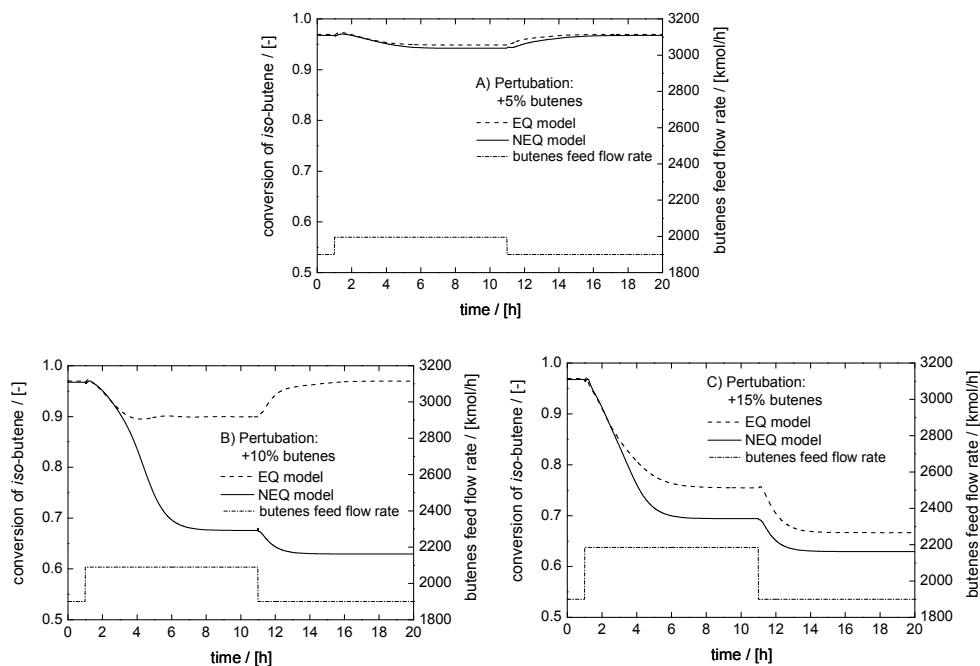 conversion of iso-butene / [-]
1.0
0.9
0.8
0.7
0.6
0.5
A) Pertubation:
+5% butenes
EQ model
NEQ model
butenes feed flow rate
3200
3000
2800
2600
2400
2200
2000
1800
butenes feed flow rate / [kmol/h]
0 2 4 6 8 10 12 14 16 18 20
time / [h]
conversion of iso-butene / [-]
1.0
0.9
0.8
0.7
0.6
0.5
B) Pertubation:
+10% butenes
EQ model
NEQ model
butenes feed flow rate
3200
3000
2800
2600
2400
2200
2000
1800
butenes feed flow rate / [kmol/h]
0 2 4 6 8 10 12 14 16 18 20
time / [h]
conversion of iso-butene / [-]
1.0
0.9
0.8
0.7
0.6
0.5
C) Pertubation:
+15% butenes
EQ model
NEQ model
butenes feed flow rate
3200
3000
2800
2600
2400
2200
2000
1800
butenes feed flow rate / [kmol/h]
0 2 4 6 8 10 12 14 16 18 20
time / [h]